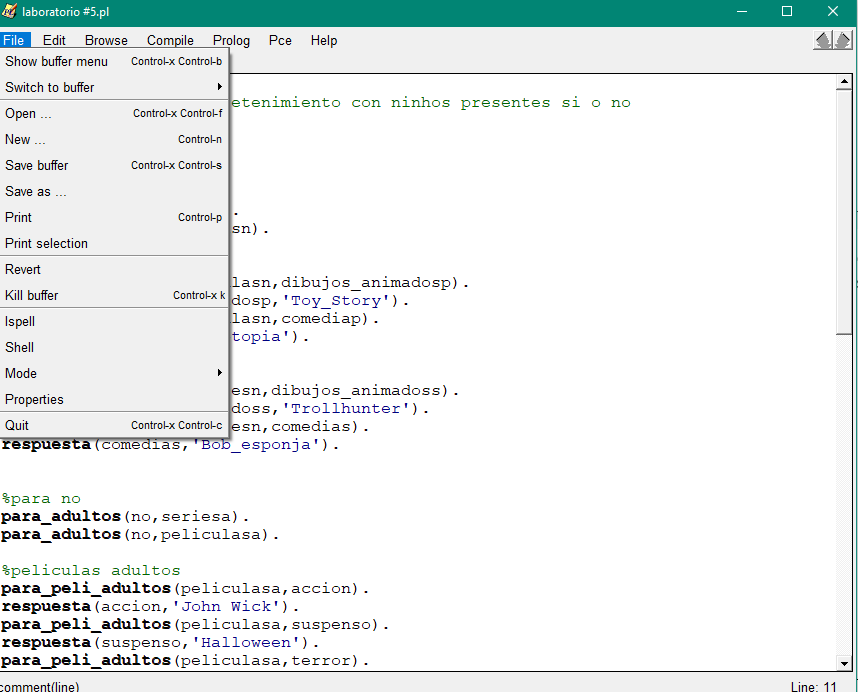 laboratorio #5.pl
File Edit Browse Compile Prolog Pce Help
Show buffer menu Control-x Control-b
Switch to buffer
Open ... Control-x Control-f
New ... Control-n
Save buffer Control-x Control-s
Save as ...
Print Control-p
Print selection
Revert
Kill buffer Control-x k
Ispell
Shell
Mode
Properties
Quit Control-x Control-c
etenimiento con ninhos presentes si o no
.
sn).
lasn,dibujos_animadosp).
dosp,'Toy_Story').
lasn,comediap).
topia').
esn,dibujos_animadoss).
doss,'Trollhunter').
esn,comedias).
respuesta(comedias,'Bob_esponja').
%para no
para_adultos(no,seriesa).
para_adultos(no,peliculasa).
%peliculas adultos
para_peli_adultos(peliculasa,accion).
respuesta(accion,'John Wick').
para_peli_adultos(peliculasa,suspenso).
respuesta(suspenso,'Halloween').
para_peli_adultos(peliculasa,terror).
comment(line) Line: 11